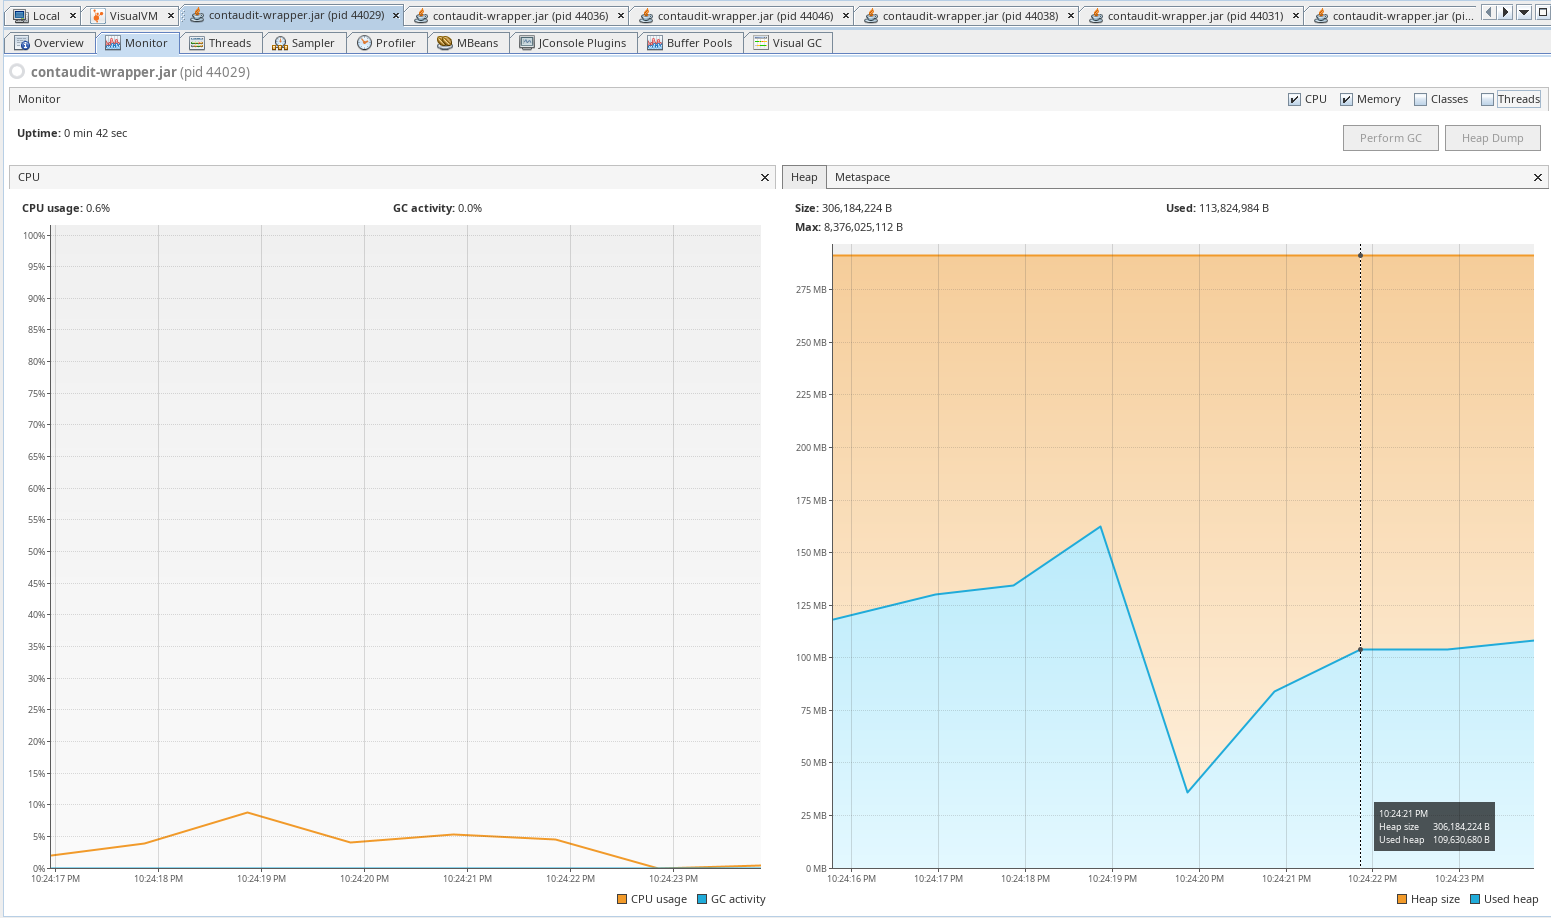 Local VisualVM contaudit-wrapper.jar (pid 44029) contaudit-wrapper.jar (pid 44036) contaudit-wrapper.jar (pid 44046) contaudit-wrapper.jar (pid 44038) contaudit-wrapper.jar (pid 44031) contaudit-wrapper.jar (pi...
Overview Monitor Threads Sampler Profiler MBeans JConsole Plugins Buffer Pools Visual GC
contaudit-wrapper.jar (pid 44029)
Monitor CPU Memory Classes Threads
Uptime: 0 min 42 sec Perform GC Heap Dump
CPU
CPU usage: 0.6% GC activity: 0.0%
100%
95%
90%
85%
80%
75%
70%
65%
60%
55%
50%
45%
40%
35%
30%
25%
20%
15%
10%
5%
0%
10:24:17 PM 10:24:18 PM 10:24:19 PM 10:24:20 PM 10:24:21 PM 10:24:22 PM 10:24:23 PM
CPU usage GC activity
Heap Metaspace
Size: 306,184,224 B Used: 113,824,984 B
Max: 8,376,025,112 B
275 MB
250 MB
225 MB
200 MB
175 MB
150 MB
125 MB
100 MB
75 MB
50 MB
25 MB
0 MB
10:24:21 PM
Heap size 306,184,224 B
Used heap 109,630,680 B
10:24:16 PM 10:24:17 PM 10:24:18 PM 10:24:19 PM 10:24:20 PM 10:24:21 PM 10:24:22 PM 10:24:23 PM
Heap size Used heap